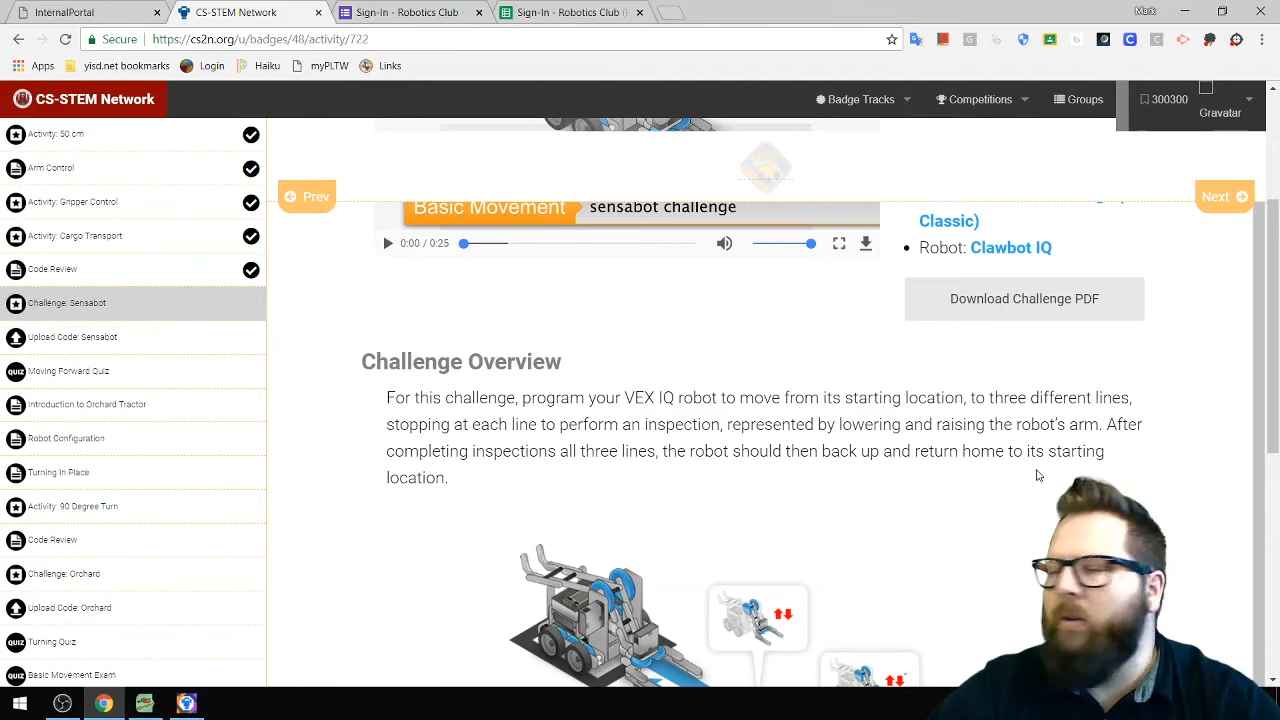 InternalPortal
CS-STEM Network
Sign-In - Robotics Club -
Sign-In - Robotics Club (F
Mark
Secure
https://cs2n.org/u/badges/48/activity/722
Apps
yisd.net bookmarks
Login
Haiku
myPLTW
Links
CS-STEM Network
Badge Tracks
Competitions
Groups
300300
Gravatar
Activity: 50 cm
Arm Control
Activity: Gripper Control
Activity: Cargo Transport
Code Review
Challenge: Sensabot
Upload Code: Sensabot
QUIZ Moving Forward Quiz
Introduction to Orchard Tractor
Robot Configuration
Turning In Place
Activity: 90 Degree Turn
Code Review
Challenge: Orchard
Upload Code: Orchard
QUIZ Turning Quiz
QUIZ Basic Movement Exam
Prev
Next
Basic Movement
sensabot challenge
0:00 / 0:25
Classic)
Robot: Clawbot IQ
Download Challenge PDF
Challenge Overview
For this challenge, program your VEX IQ robot to move from its starting location, to three different lines,
stopping at each line to perform an inspection, represented by lowering and raising the robot's arm. After
completing inspections all three lines, the robot should then back up and return home to its starting
location.